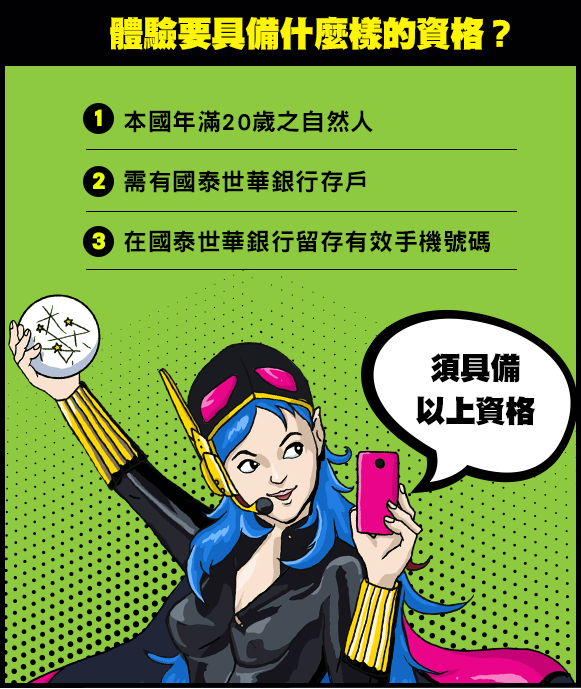 體驗要具備什麼樣的資格？
1 本國年滿20歲之自然人
2 需有國泰世華銀行存戶
3 在國泰世華銀行留存有效手機號碼
須具備
以上資格